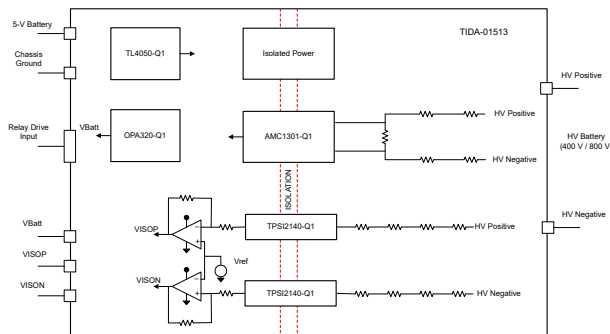 5-V Battery
TIDA-01513
TL4050-Q1
Isolated Power
Chassis
Ground
HV Positive
HV Positive
VBatt
OPA320-Q1
AMC1301-Q1
Relay Drive
Input
HV Battery
(400 V / 800 V
HV Negative
ISOLATION
VBatt
VISOP
TPSI2140-Q1
HV Positive
HV Negative
VISOP
Vref
VISON
VISON
TPSI2140-Q1
HV Negative